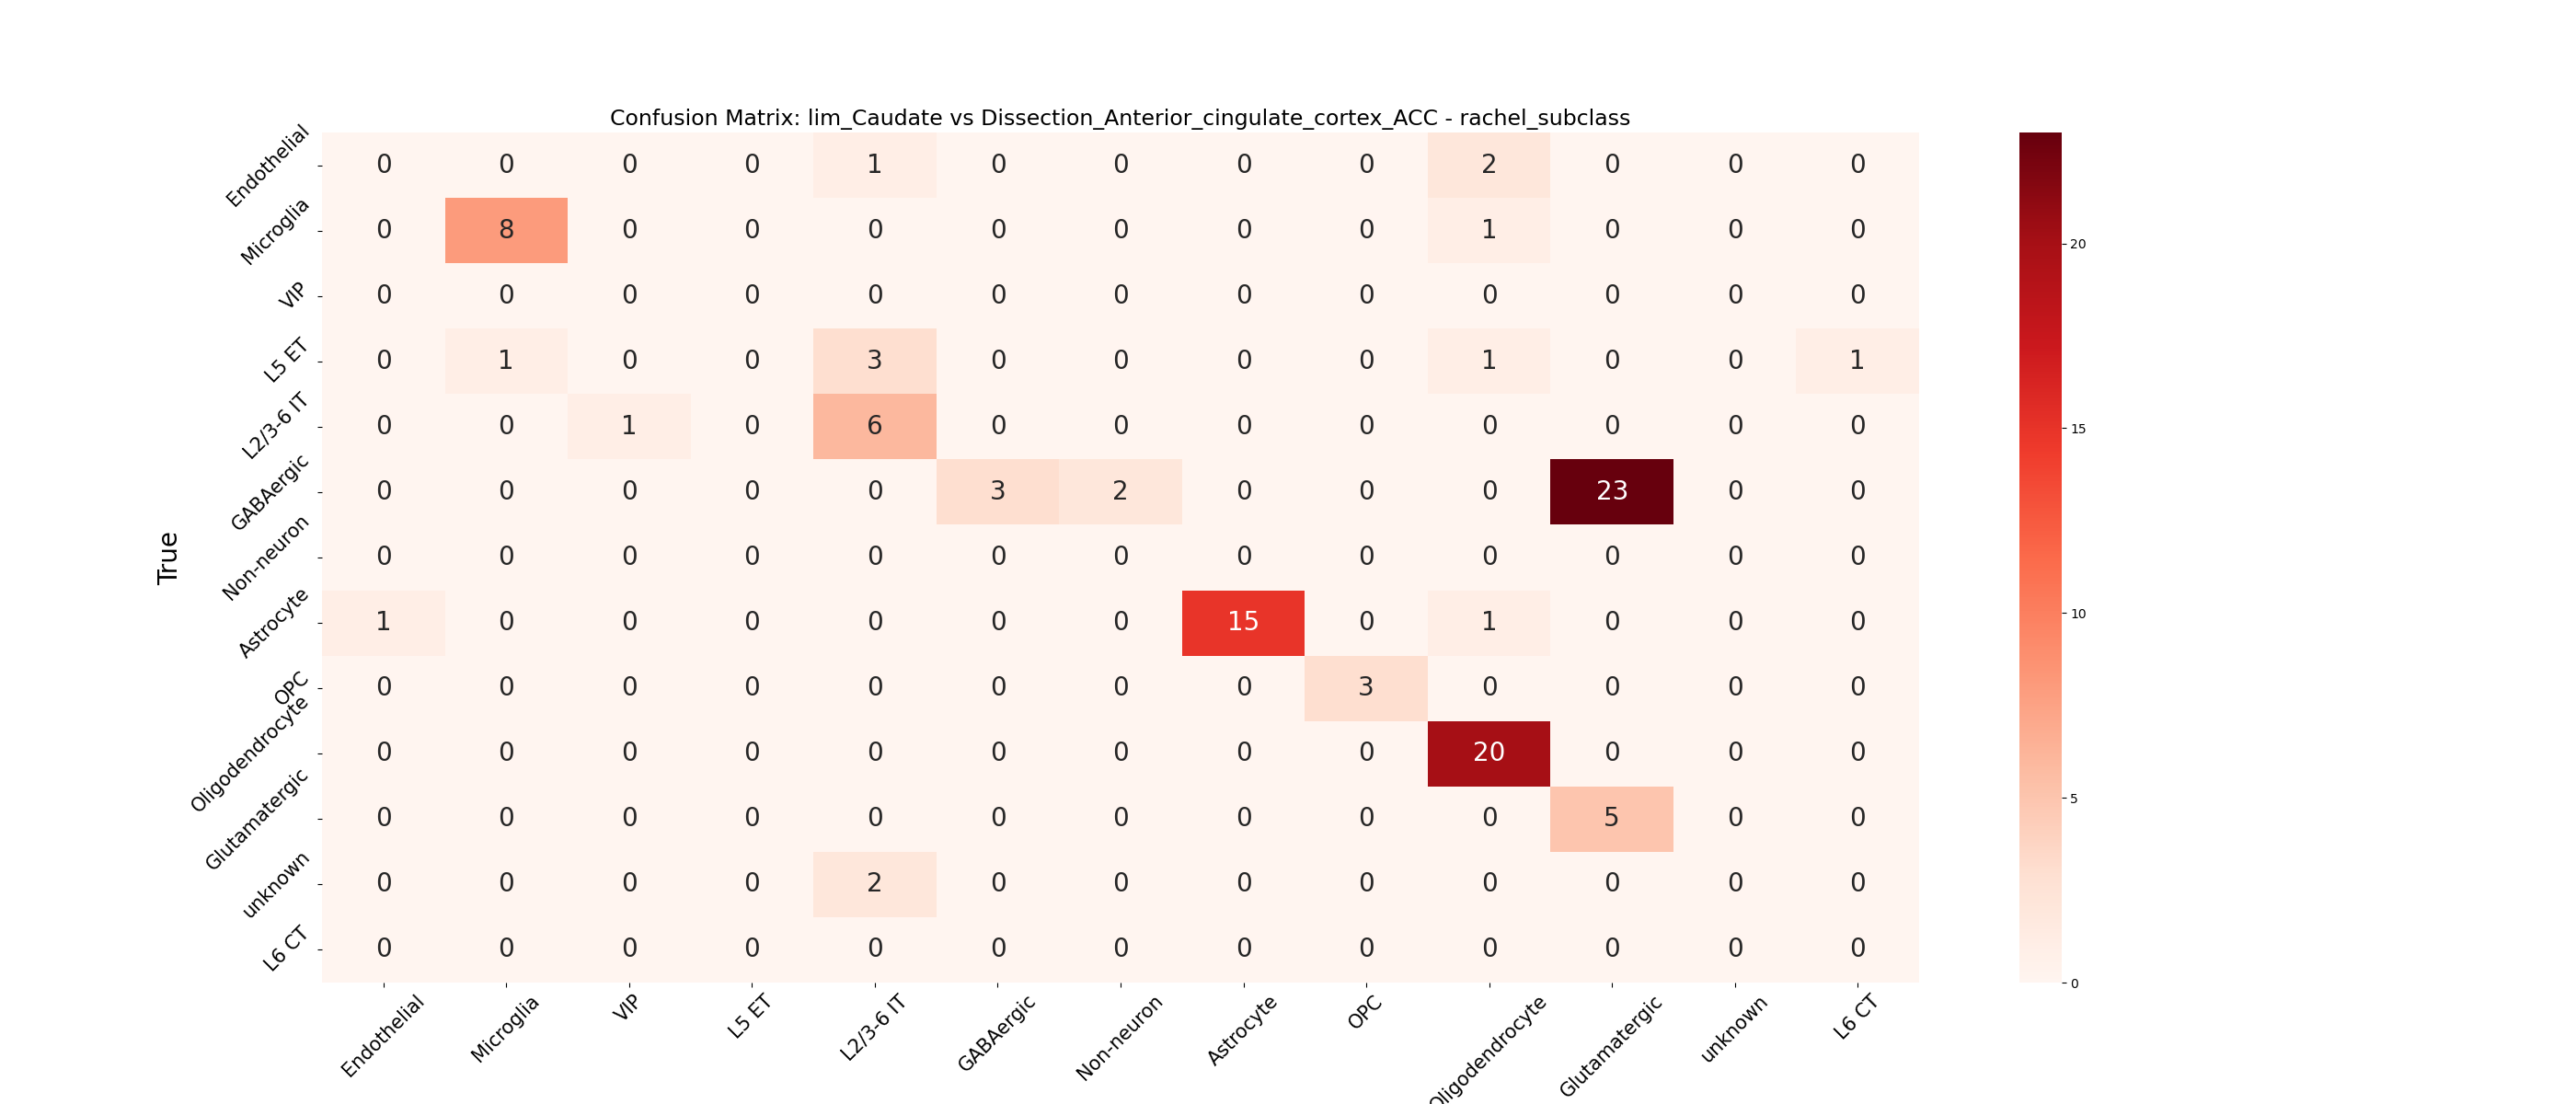 Confusion Matrix: lim_Caudate vs Dissection_Anterior_cingulate_cortex_ACC - rachel_subclass
True
Endothelial 0 0 0 0 1 0 0 0 0 2 0 0 0
Microglia 0 8 0 0 0 0 0 0 0 1 0 0 0
VIP 0 0 0 0 0 0 0 0 0 0 0 0 0
L5 ET 0 1 0 0 3 0 0 0 0 1 0 0 1
L2/3-6 IT 0 0 1 0 6 0 0 0 0 0 0 0 0
GABAergic 0 0 0 0 0 3 2 0 0 0 23 0 0
Non-neuron 0 0 0 0 0 0 0 0 0 0 0 0 0
Astrocyte 1 0 0 0 0 0 0 15 0 1 0 0 0
OPC 0 0 0 0 0 0 0 0 3 0 0 0 0
Oligodendrocyte 0 0 0 0 0 0 0 0 0 20 0 0 0
Glutamatergic 0 0 0 0 0 0 0 0 0 0 5 0 0
unknown 0 0 0 0 2 0 0 0 0 0 0 0 0
L6 CT 0 0 0 0 0 0 0 0 0 0 0 0 0
Endothelial Microglia VIP L5 ET L2/3-6 IT GABAergic Non-neuron Astrocyte OPC Oligodendrocyte Glutamatergic unknown L6 CT
20
15
10
5
0